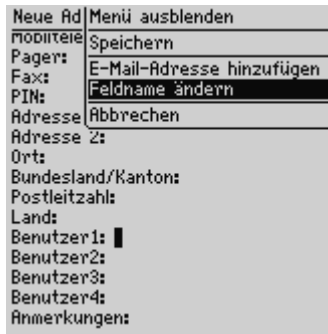 Neue Ad
Menü ausblenden
Speichern
E-Mail-Adresse hinzufügen
Feldname ändern
Abbrechen
Pager:
Fax:
PIN:
Adresse
Adresse 2:
Ort:
Bundesland/Kanton:
Postleitzahl:
Land:
Benutzer1:
Benutzer2:
Benutzer3:
Benutzer4:
Anmerkungen: